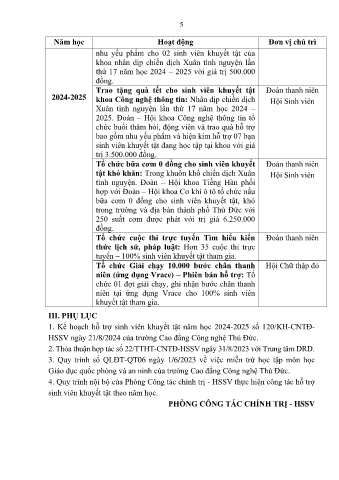 5
Năm học Hoạt động Đơn vị chủ trì
nhu yếu phẩm cho 02 sinh viên khuyết tật của
khoa nhân dịp chiến dịch Xuân tình nguyện lần
thứ 17 năm học 2024 – 2025 với giá trị 500.000
đồng.
2024-2025
Trao tặng quà tết cho sinh viên khuyết tật
khoa Công nghệ thông tin: Nhân dịp chiến dịch
Xuân tình nguyện lần thứ 17 năm học 2024 –
2025. Đoàn – Hội khoa Công nghệ thông tin tổ
chức buổi thăm hỏi, động viên và trao quà hỗ trợ
bao gồm nhu yếu phẩm và hiện kim hỗ trợ 07 bạn
sinh viên khuyết tật đang học tập tại khoa với giá
trị 3.500.000 đồng.
Đoàn thanh niên
Hội Sinh viên
Tổ chức bữa cơm 0 đồng cho sinh viên khuyết
tật khó khăn: Trong khuôn khổ chiến dịch Xuân
tình nguyện. Đoàn – Hội khoa Tiếng Hàn phối
hợp với Đoàn – Hội khoa Cơ khí ô tô tổ chức nấu
bữa cơm 0 đồng cho sinh viên khuyết tật, khó
trong trường và địa bàn thành phố Thủ Đức với
250 suất cơm được phát với trị giá 6.250.000
đồng.
Đoàn thanh niên
Hội Sinh viên
Tổ chức cuộc thi trực tuyến Tìm hiểu kiến
thức lịch sử, pháp luật: Hơn 35 cuộc thi trực
tuyến – 100% sinh viên khuyết tật tham gia.
Đoàn thanh niên
Tổ chức Giải chạy 10.000 bước chân thanh
niên (ứng dụng Vrace) – Phiên bản hỗ trợ: Tổ
chức 01 đợt giải chạy, ghi nhận bước chân thanh
niên tại ứng dụng Vrace cho 100% sinh viên
khuyết tật tham gia.
Hội Chữ thập đỏ
III. PHỤ LỤC
1. Kế hoạch hỗ trợ sinh viên khuyết tật năm học 2024-2025 số 120/KH-CNTĐ-
HSSV ngày 21/8/2024 của trường Cao đẳng Công nghệ Thủ Đức.
2. Thỏa thuận hợp tác số 22/TTHT-CNTĐ-HSSV ngày 31/8/2023 với Trung tâm DRD.
3. Quy trình số QLĐT-QT06 ngày 1/6/2023 về việc miễn trừ học tập môn học
Giáo dục quốc phòng và an ninh của trường Cao đẳng Công nghệ Thủ Đức.
4. Quy trình nội bộ của Phòng Công tác chính trị - HSSV thực hiện công tác hỗ trợ
sinh viên khuyết tật theo năm học.
PHÒNG CÔNG TÁC CHÍNH TRỊ - HSSV